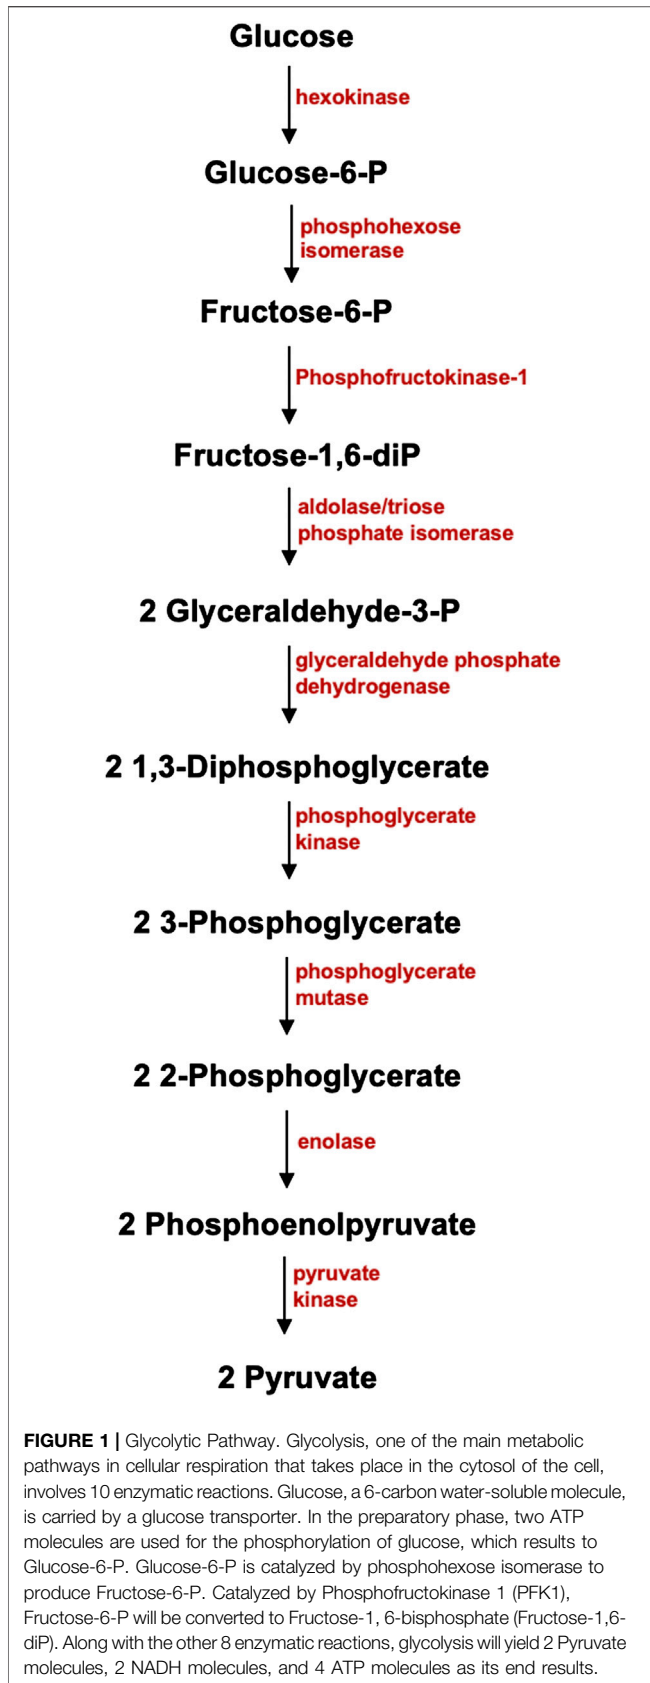 Glucose
hexokinase
Glucose-6-P
phosphohexose
isomerase
Fructose-6-P
Phosphofructokinase-1
Fructose-1,6-diP
aldolase/triose
phosphate isomerase
2 Glyceraldehyde-3-P
glyceraldehyde phosphate
dehydrogenase
2 1,3-Diphosphoglycerate
phosphoglycerate
kinase
2 3-Phosphoglycerate
phosphoglycerate
mutase
2 2-Phosphoglycerate
enolase
2 Phosphoenolpyruvate
pyruvate
kinase
2 Pyruvate
FIGURE 1 | Glycolytic Pathway. Glycolysis, one of the main metabolic
pathways in cellular respiration that takes place in the cytosol of the cell,
involves 10 enzymatic reactions. Glucose, a 6-carbon water-soluble molecule,
is carried by a glucose transporter. In the preparatory phase, two ATP
molecules are used for the phosphorylation of glucose, which results to
Glucose-6-P. Glucose-6-P is catalyzed by phosphohexose isomerase to
produce Fructose-6-P. Catalyzed by Phosphofructokinase 1 (PFK1),
Fructose-6-P will be converted to Fructose-1, 6-bisphosphate (Fructose-1,6-
diP). Along with the other 8 enzymatic reactions, glycolysis will yield 2 Pyruvate
molecules, 2 NADH molecules, and 4 ATP molecules as its end results.